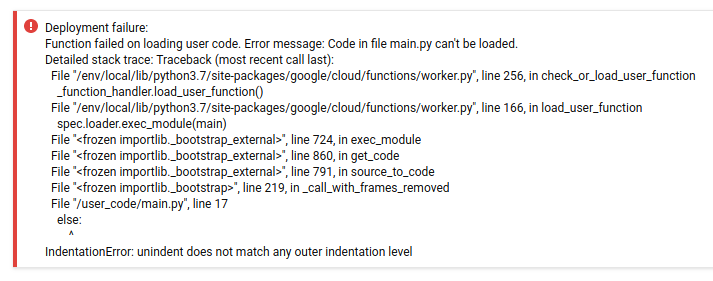 Deployment failure:
Function failed on loading user code. Error message: Code in file main.py can't be loaded.
Detailed stack trace: Traceback (most recent call last):
File "/env/local/lib/python3.7/site-packages/google/cloud/functions/worker.py", line 256, in check_or_load_user_function
_function_handler.load_user_function()
File "/env/local/lib/python3.7/site-packages/google/cloud/functions/worker.py", line 166, in load_user_function
spec.loader.exec_module(main)
File "<frozen importlib._bootstrap_external>", line 724, in exec_module
File "<frozen importlib._bootstrap_external>", line 860, in get_code
File "<frozen importlib._bootstrap_external>", line 791, in source_to_code
File "<frozen importlib._bootstrap>", line 219, in _call_with_frames_removed
File "/user_code/main.py", line 17
else:
^
IndentationError: unindent does not match any outer indentation level